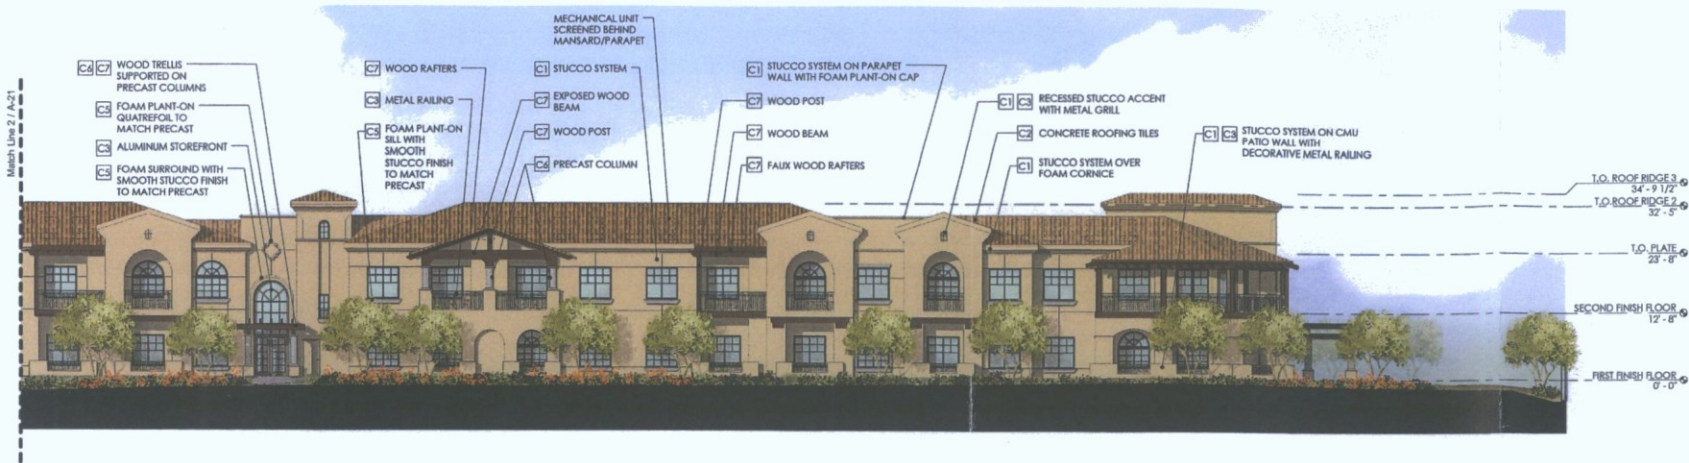 Match Line 2 / A-21
C6 C7 WOOD TRELLIS
SUPPORTED ON
PRECAST COLUMNS
C5 FOAM PLANT-ON
QUATREFOIL TO
MATCH PRECAST
C3 ALUMINUM STOREFRONT
C5 FOAM SURROUND WITH
SMOOTH STUCCO FINISH
TO MATCH PRECAST
C7 WOOD RAFTERS
C3 METAL RAILING
C5 FOAM PLANT-ON
SILL WITH
SMOOTH
STUCCO FINISH
TO MATCH
PRECAST
MECHANICAL UNIT
SCREENED BEHIND
MANSARD/PARAPET
C1 STUCCO SYSTEM
C7 EXPOSED WOOD
BEAM
C7 WOOD POST
C6 PRECAST COLUMN
C1 STUCCO SYSTEM ON PARAPET
WALL WITH FOAM PLANT-ON CAP
C7 WOOD POST
C7 WOOD BEAM
C7 FAUX WOOD RAFTERS
C1 C3 RECESSED STUCCO ACCENT
WITH METAL GRILL
C2 CONCRETE ROOFING TILES
C1 STUCCO SYSTEM OVER
FOAM CORNICE
C1 C3 STUCCO SYSTEM ON CMU
PATIO WALL WITH
DECORATIVE METAL RAILING
T.O. ROOF RIDGE 3
34' - 9 1/2"
T.O. ROOF RIDGE 2
32' - 5"
T.O. PLATE
23' - 8"
SECOND FINISH FLOOR
12' - 8"
FIRST FINISH FLOOR
0' - 0"